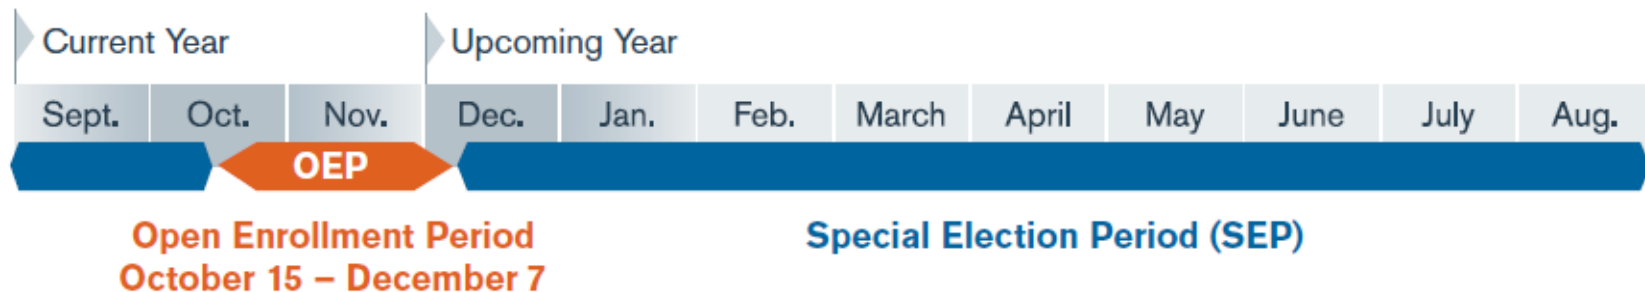 Current Year
Upcoming Year
Sept. Oct. Nov. Dec. Jan. Feb. March April May June July Aug.
OEP
Open Enrollment Period
October 15 – December 7
Special Election Period (SEP)